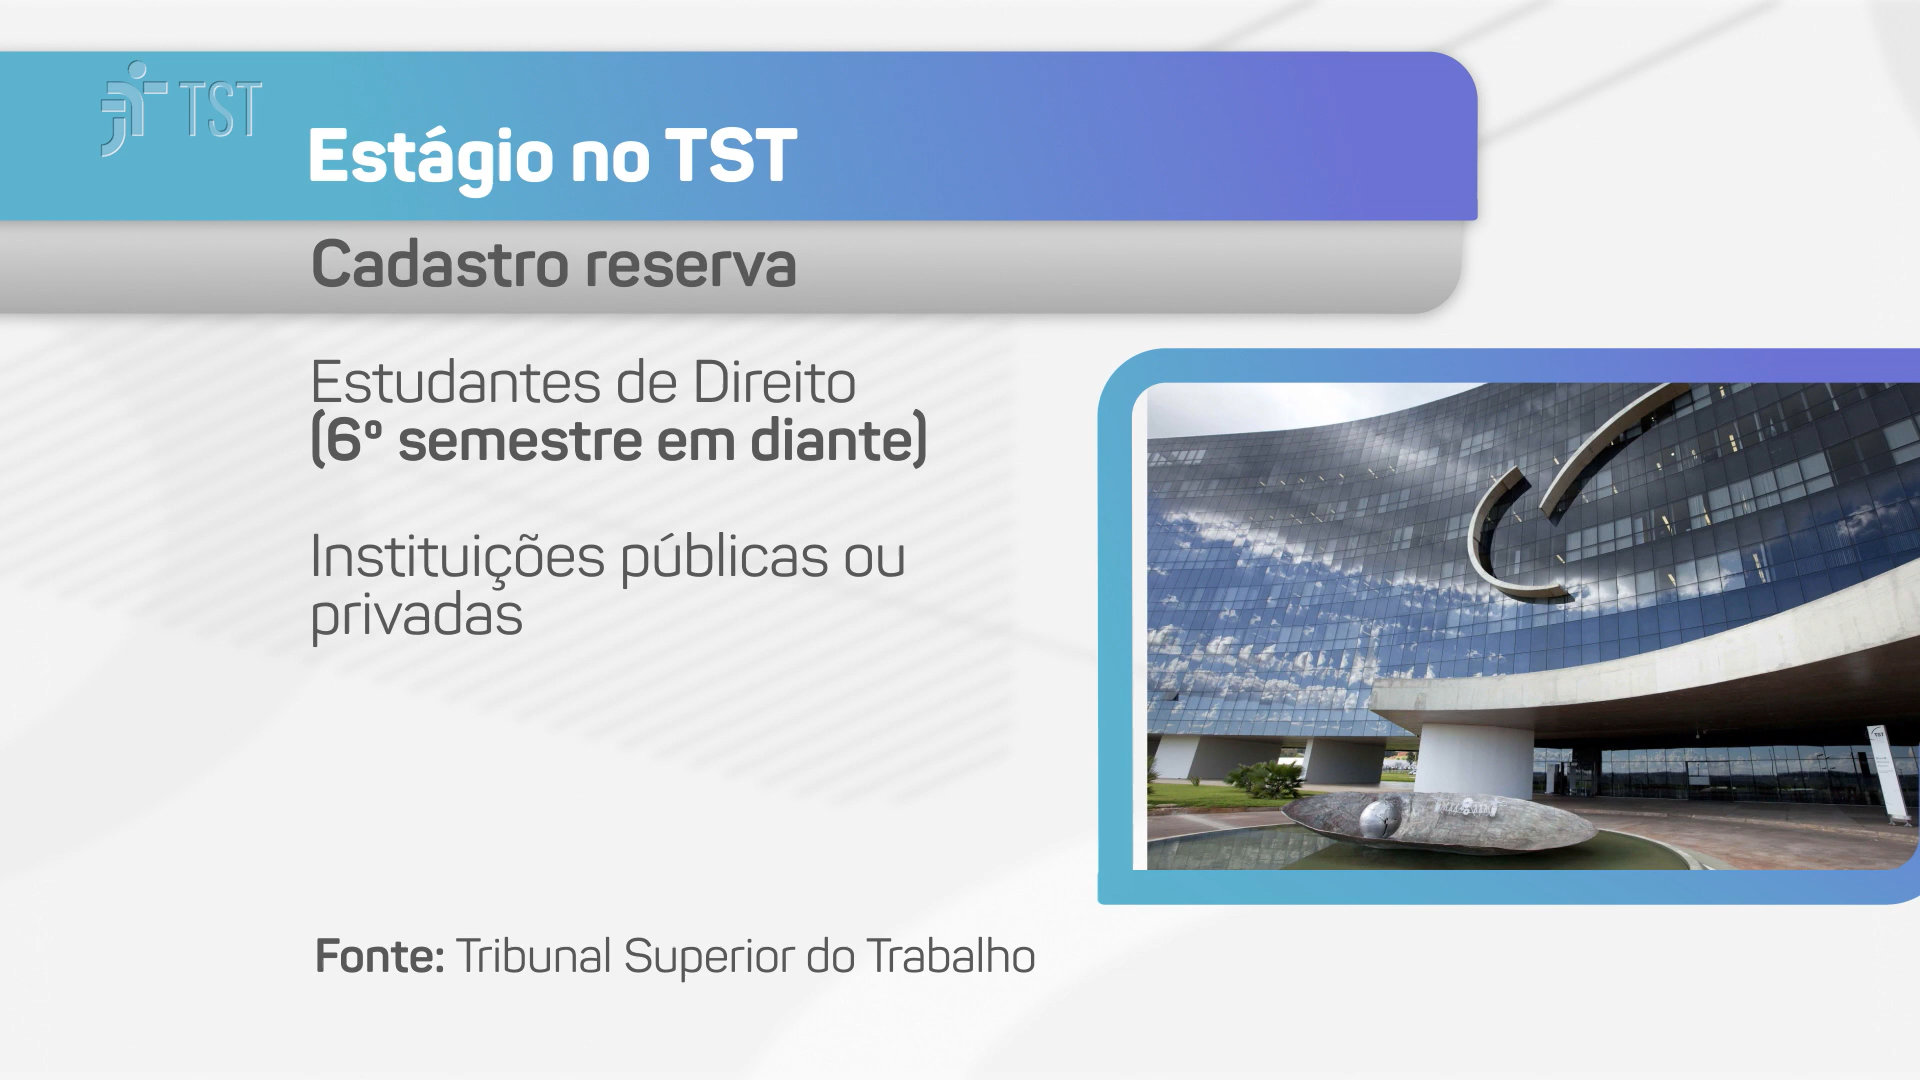 TST
Estágio no TST
Cadastro reserva
Estudantes de Direito
(6º semestre em diante)
Instituições públicas ou
privadas
TST
Fonte: Tribunal Superior do Trabalho